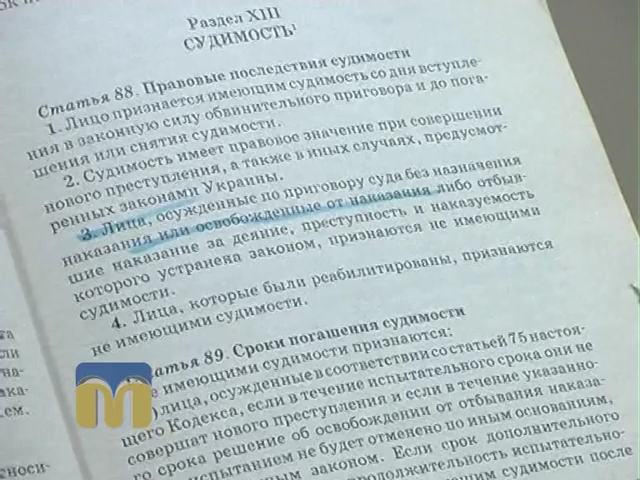 Раздел XIII
СУДИМОСТЬ¹
Статья 88. Правовые последствия судимости
1. Лицо признается имеющим судимость со дня вступле-
ния в законную силу обвинительного приговора и до пога-
шения или снятия судимости.
2. Судимость имеет правовое значение при совершении
нового преступления, а также в иных случаях, предусмот-
ренных законами Украины.
3. Лица, осужденные по приговору суда без назначения
наказания или освобожденные от наказания либо отбыв-
шие наказание за деяние, преступность и наказуемость
которого устранена законом, признаются не имеющими
судимости.
4. Лица, которые были реабилитированы, признаются
не имеющими судимости.
Статья 89. Сроки погашения судимости
не имеющими судимости признаются:
) лица, осужденные в соответствии со статьей 75 настоя-
щего Кодекса, если в течение испытательного срока они не
совершат нового преступления и если в течение указанно-
го срока решение об освобождении от отбывания наказа-
испытанием не будет отменено по иным основаниям,
ным законом. Если срок дополнительного
продолжительность испытательно-
судимости после